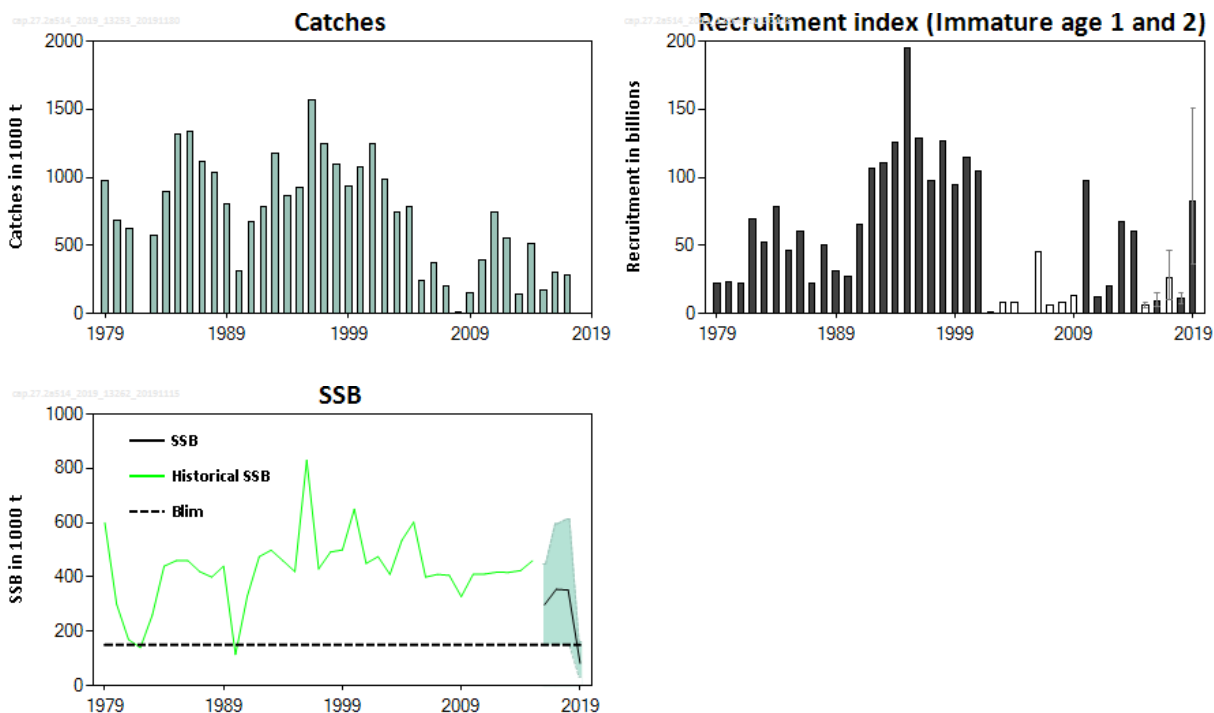 cap.27.2a514_2019_13253_20191180
Catches
2000
1500
1000
500
0
Catches in 1000 t
1979
1989
1999
2009
2019
Recruitment index (Immature age 1 and 2)
200
150
100
50
0
Recruitment in billions
1979
1989
1999
2009
2019
cap.27.2a514_2019_13262_20191115
SSB
1000
800
600
400
200
0
SSB in 1000 t
SSB
Historical SSB
Blim
1979
1989
1999
2009
2019